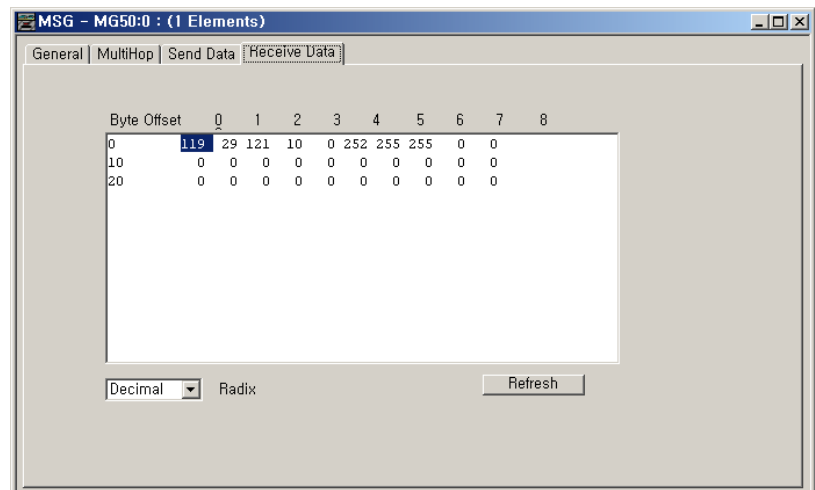 MSG - MG50:0 : (1 Elements)
General MultiHop Send Data Receive Data
Byte Offset 0 1 2 3 4 5 6 7 8
0 119 29 121 10 0 252 255 255 0 0
10 0 0 0 0 0 0 0 0 0 0
20 0 0 0 0 0 0 0 0 0 0
Decimal Radix Refresh